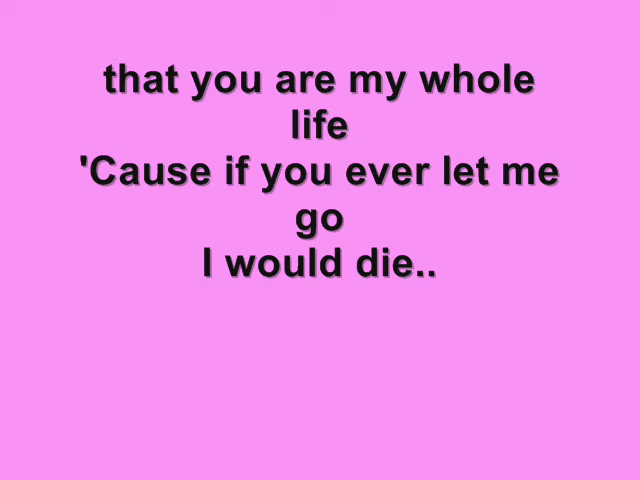 that you are my whole
life
'Cause if you ever let me
go
I would die..